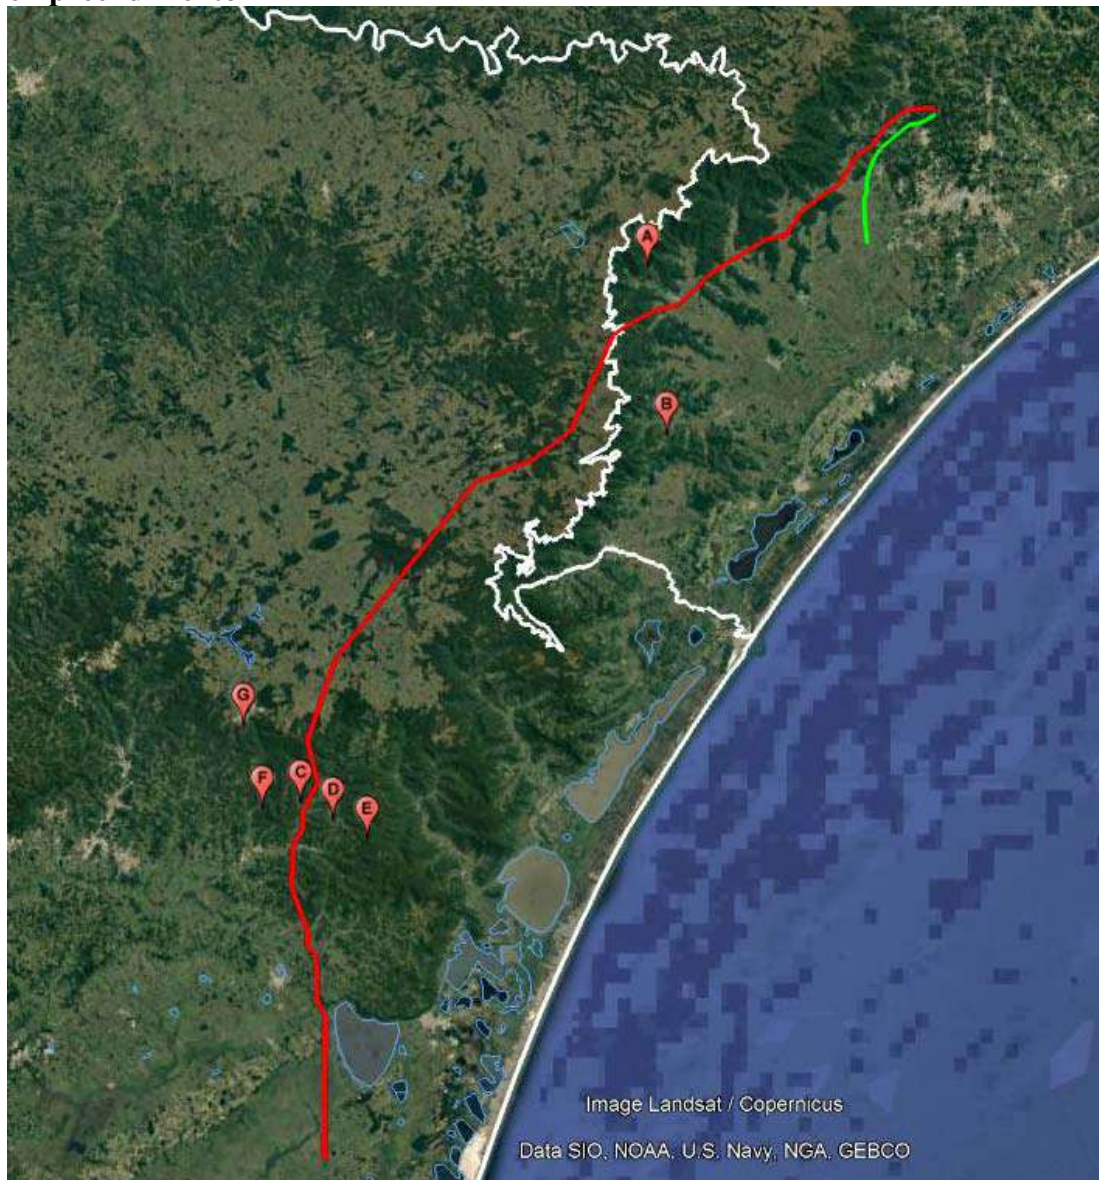 A
B
G
C
F
D
E
Image Landsat / Copernicus
Data SIO, NOAA, U.S. Navy, NGA, GEBCO